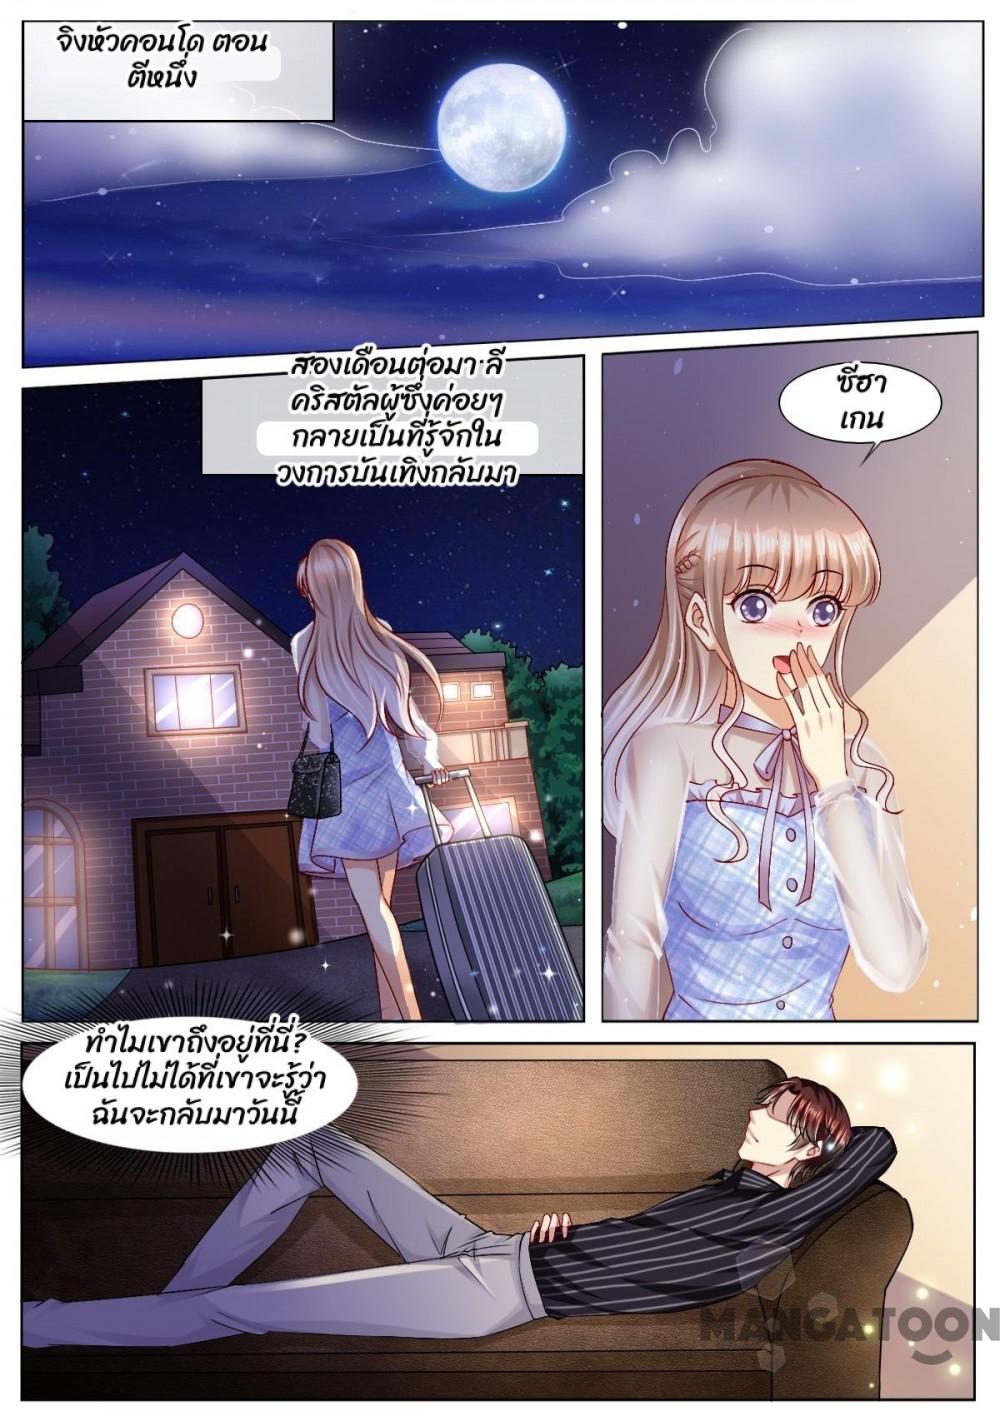 จิงหัวคอนโด ตอน
ตีหนึ่ง
สองเดือนต่อมา ลี
คริสตัลผู้ซึ่งค่อยๆ
กลายเป็นที่รู้จักใน
วงการบันเทิงกลับมา
ซีฮา
เกน
ทำไมเขาถึงอยู่ที่นี่?
เป็นไปไม่ได้ที่เขาจะรู้ว่า
ฉันจะกลับมาวันนี้
MANGATOON